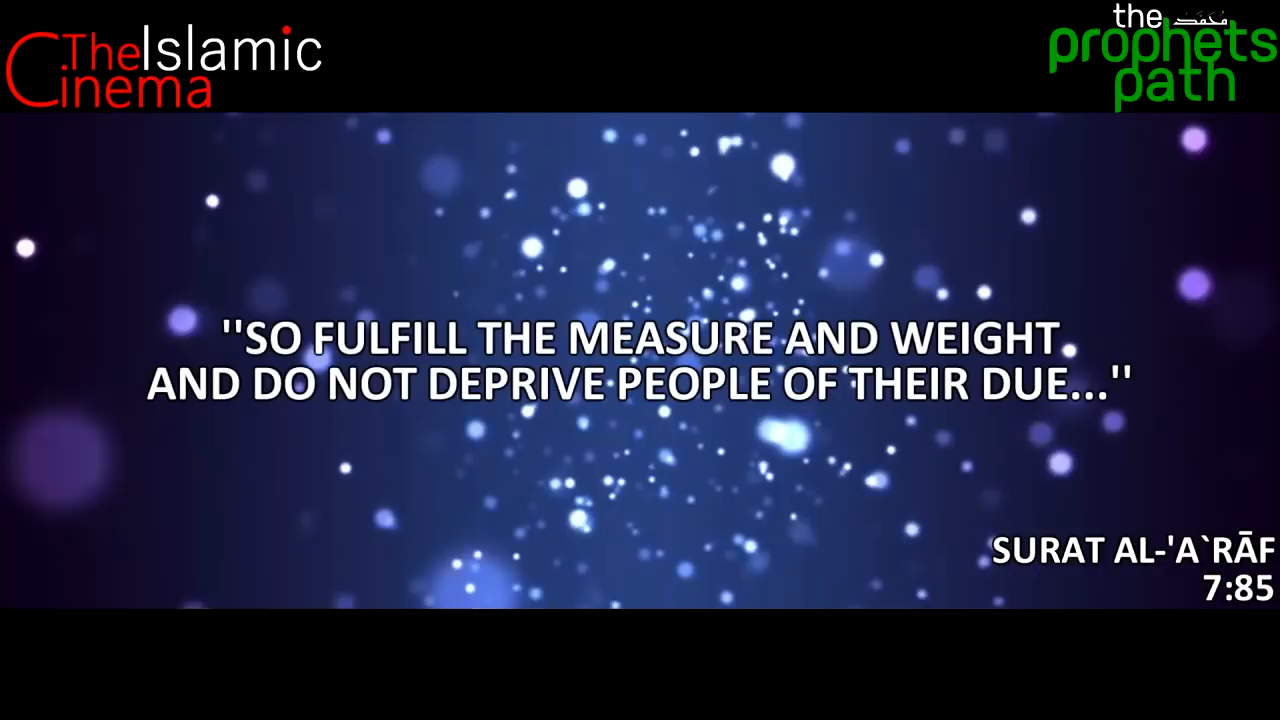 The Islamic
Cinema
the مُحَمَّد
prophets
path
"SO FULFILL THE MEASURE AND WEIGHT
AND DO NOT DEPRIVE PEOPLE OF THEIR DUE..."
SURAT AL-'A`RĀF
7:85